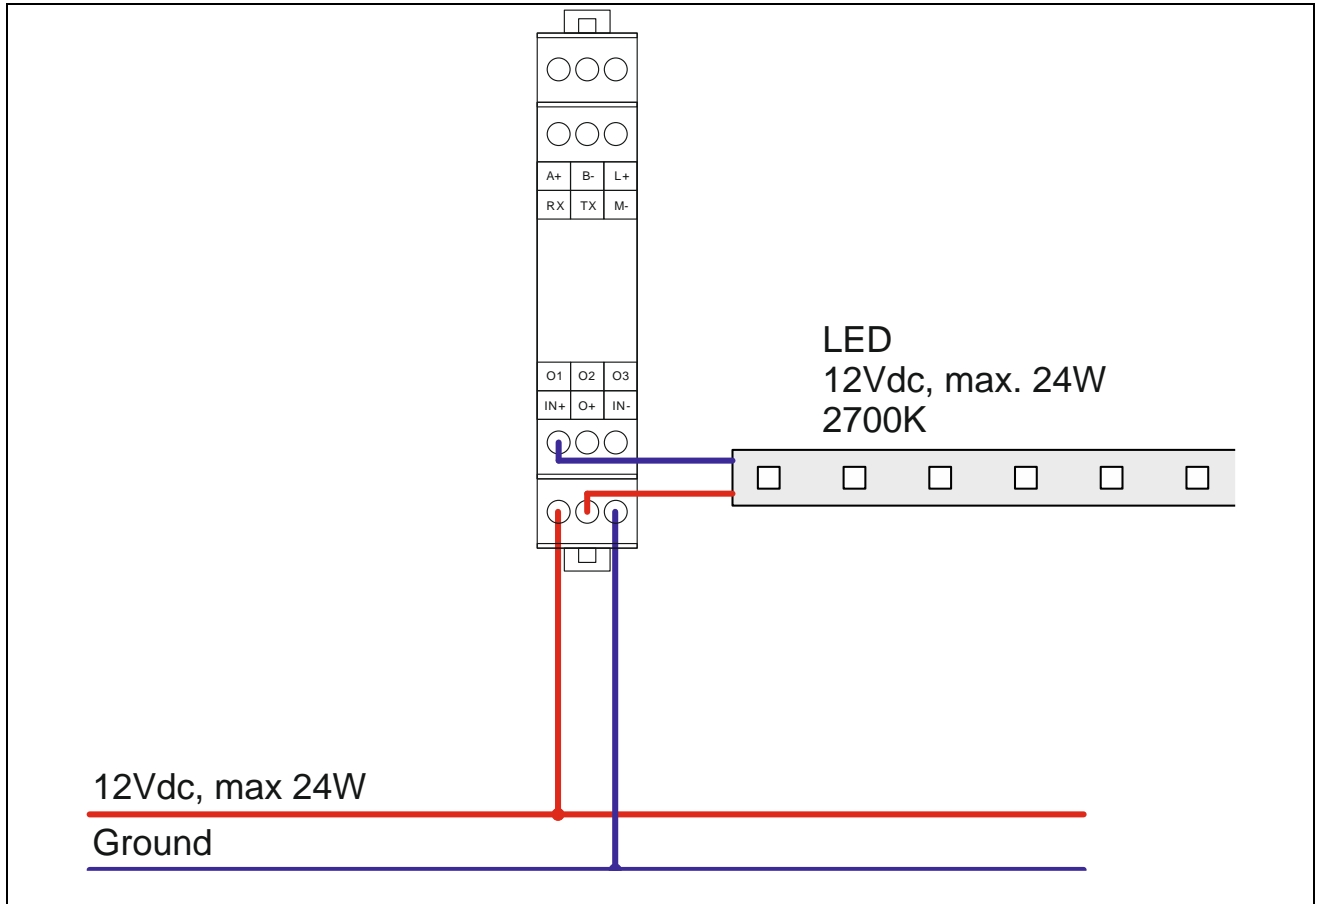 A+ B- L+
RX TX M-
O1 O2 O3
IN+ O+ IN-
LED
12Vdc, max. 24W
2700K
12Vdc, max 24W
Ground